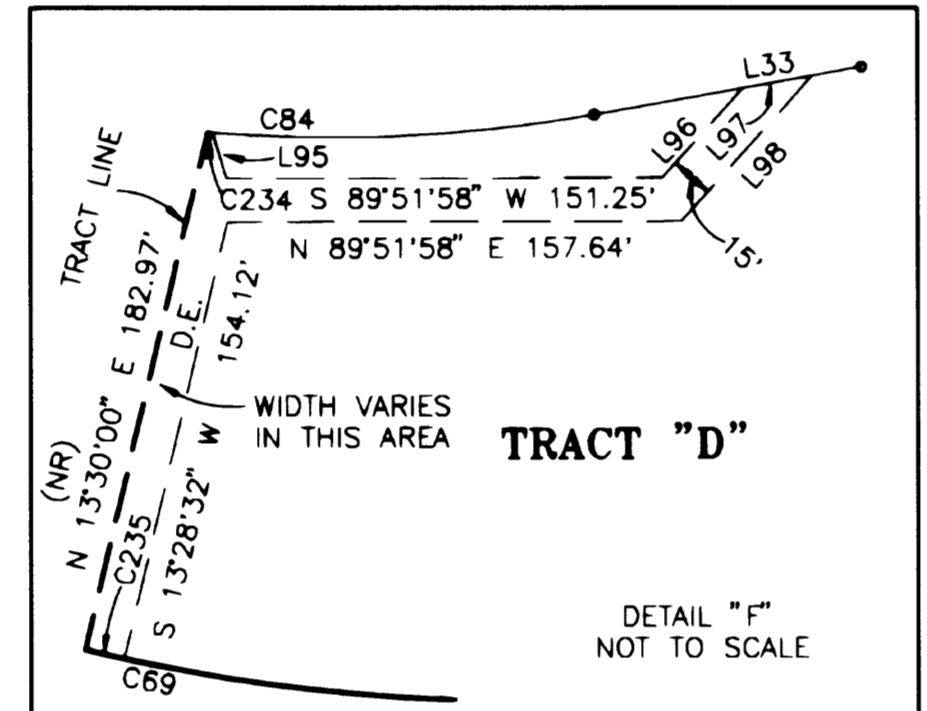 L33
C84
L96
L97
L98
L95
C234 S 89°51'58" W 151.25'
N 89°51'58" E 157.64'
15'
TRACT LINE
N 13°30'00" E 182.97'
(NR)
D.E.
S 13°28'32" W 154.12'
WIDTH VARIES
IN THIS AREA
TRACT "D"
C235
C69
DETAIL "F"
NOT TO SCALE